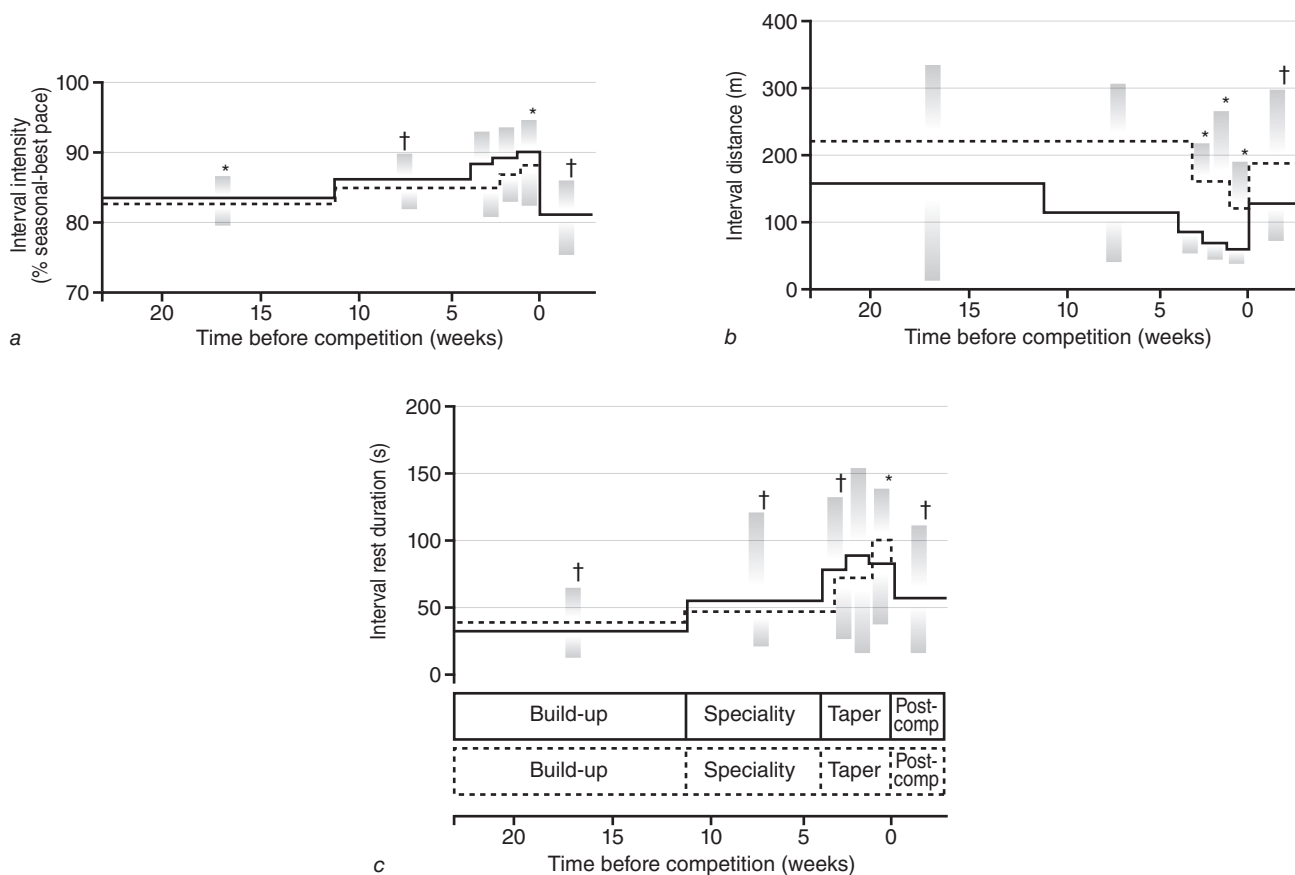 100
90
80
70
Interval intensity
(% seasonal-best pace)
*
†
*
†
20 15 10 5 0
Time before competition (weeks)
a
400
300
200
100
0
Interval distance (m)
*
*
*
†
20 15 10 5 0
Time before competition (weeks)
b
200
150
100
50
0
Interval rest duration (s)
†
†
†
*
†
Build-up Speciality Taper Post-
comp
Build-up Speciality Taper Post-
comp
20 15 10 5 0
Time before competition (weeks)
c